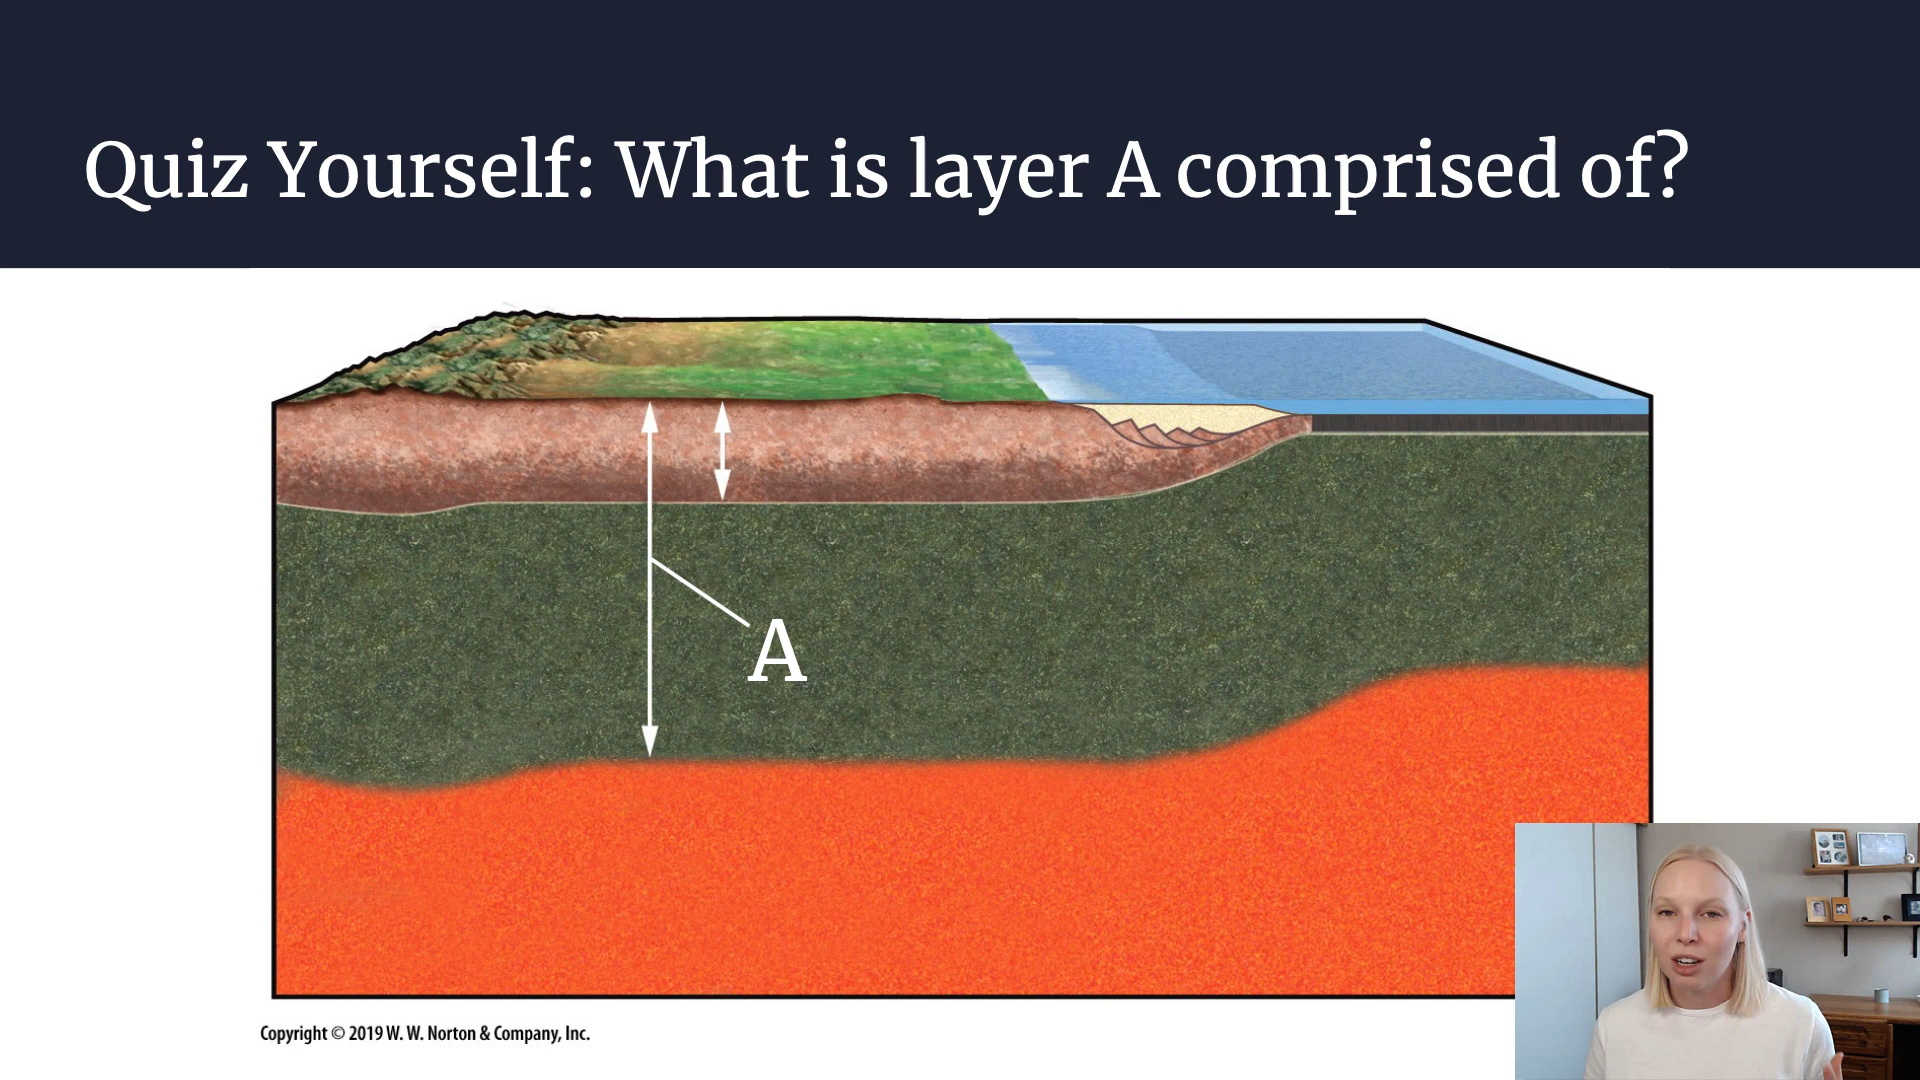 Quiz Yourself: What is layer A comprised of?
A
Copyright © 2019 W. W. Norton & Company, Inc.